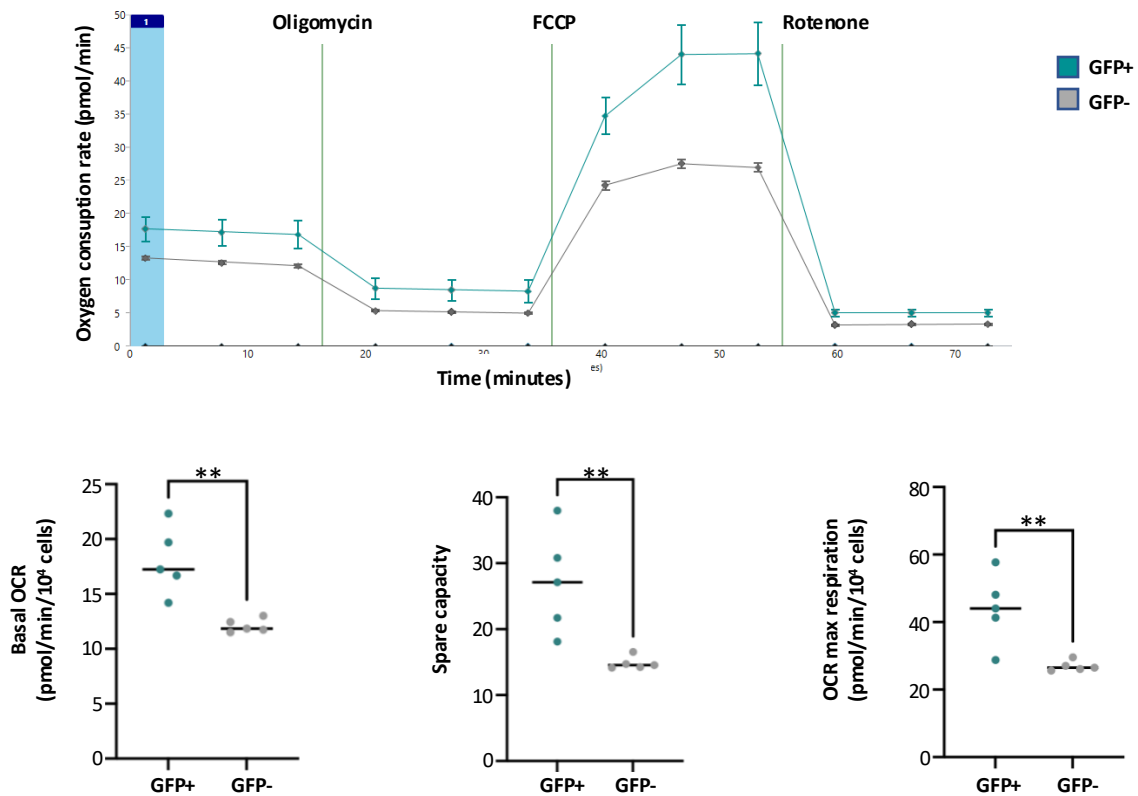 Oligomycin FCCP Rotenone
1
GFP+
GFP-
Oxygen consuption rate (pmol/min)
50
45
40
35
30
25
20
15
10
5
0
0 10 20 30 40 50 60 70
Time (minutes) es)
**
Basal OCR
(pmol/min/10⁴ cells)
25
20
15
10
5
0
GFP+ GFP-
**
Spare capacity
40
30
20
10
0
GFP+ GFP-
**
OCR max respiration
(pmol/min/10⁴ cells)
80
60
40
20
0
GFP+ GFP-